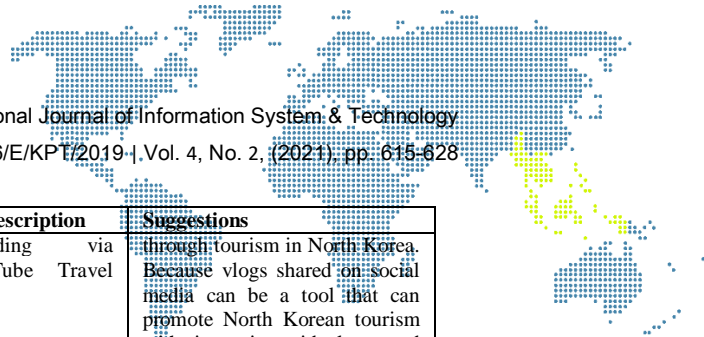 onal Journal of Information System & Technology
6/E/KPT/2019 | Vol. 4, No. 2, (2021), pp. 615-628
escription Suggestions
ding via through tourism in North Korea.
Tube Travel Because vlogs shared on social
media can be a tool that can
promote North Korean tourism